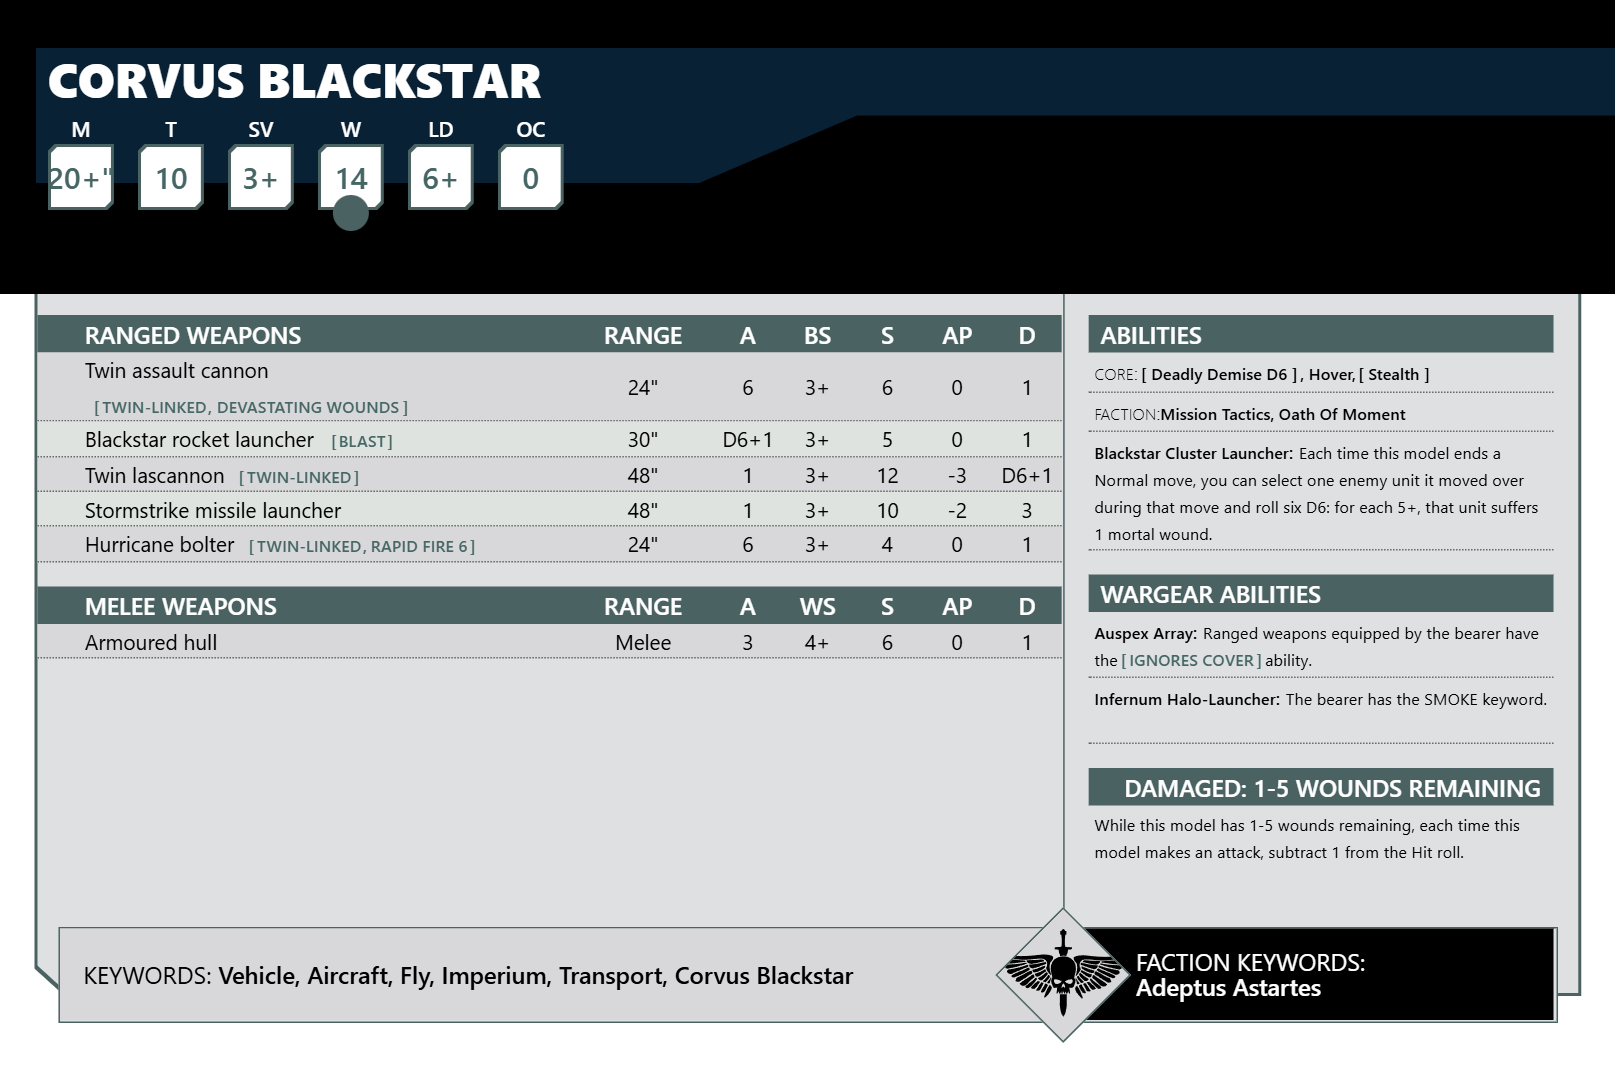 CORVUS BLACKSTAR
M T SV W LD OC
20+" 10 3+ 14 6+ 0
RANGED WEAPONS RANGE A BS S AP D
Twin assault cannon
[TWIN-LINKED, DEVASTATING WOUNDS] 24" 6 3+ 6 0 1
Blackstar rocket launcher [BLAST] 30" D6+1 3+ 5 0 1
Twin lascannon [TWIN-LINKED] 48" 1 3+ 12 -3 D6+1
Stormstrike missile launcher 48" 1 3+ 10 -2 3
Hurricane bolter [TWIN-LINKED, RAPID FIRE 6] 24" 6 3+ 4 0 1
MELEE WEAPONS RANGE A WS S AP D
Armoured hull Melee 3 4+ 6 0 1
ABILITIES
CORE: [ Deadly Demise D6 ] , Hover, [ Stealth ]
FACTION:Mission Tactics, Oath Of Moment
Blackstar Cluster Launcher: Each time this model ends a
Normal move, you can select one enemy unit it moved over
during that move and roll six D6: for each 5+, that unit suffers
1 mortal wound.
WARGEAR ABILITIES
Auspex Array: Ranged weapons equipped by the bearer have
the [IGNORES COVER] ability.
Infernum Halo-Launcher: The bearer has the SMOKE keyword.
DAMAGED: 1-5 WOUNDS REMAINING
While this model has 1-5 wounds remaining, each time this
model makes an attack, subtract 1 from the Hit roll.
KEYWORDS: Vehicle, Aircraft, Fly, Imperium, Transport, Corvus Blackstar
FACTION KEYWORDS:
Adeptus Astartes